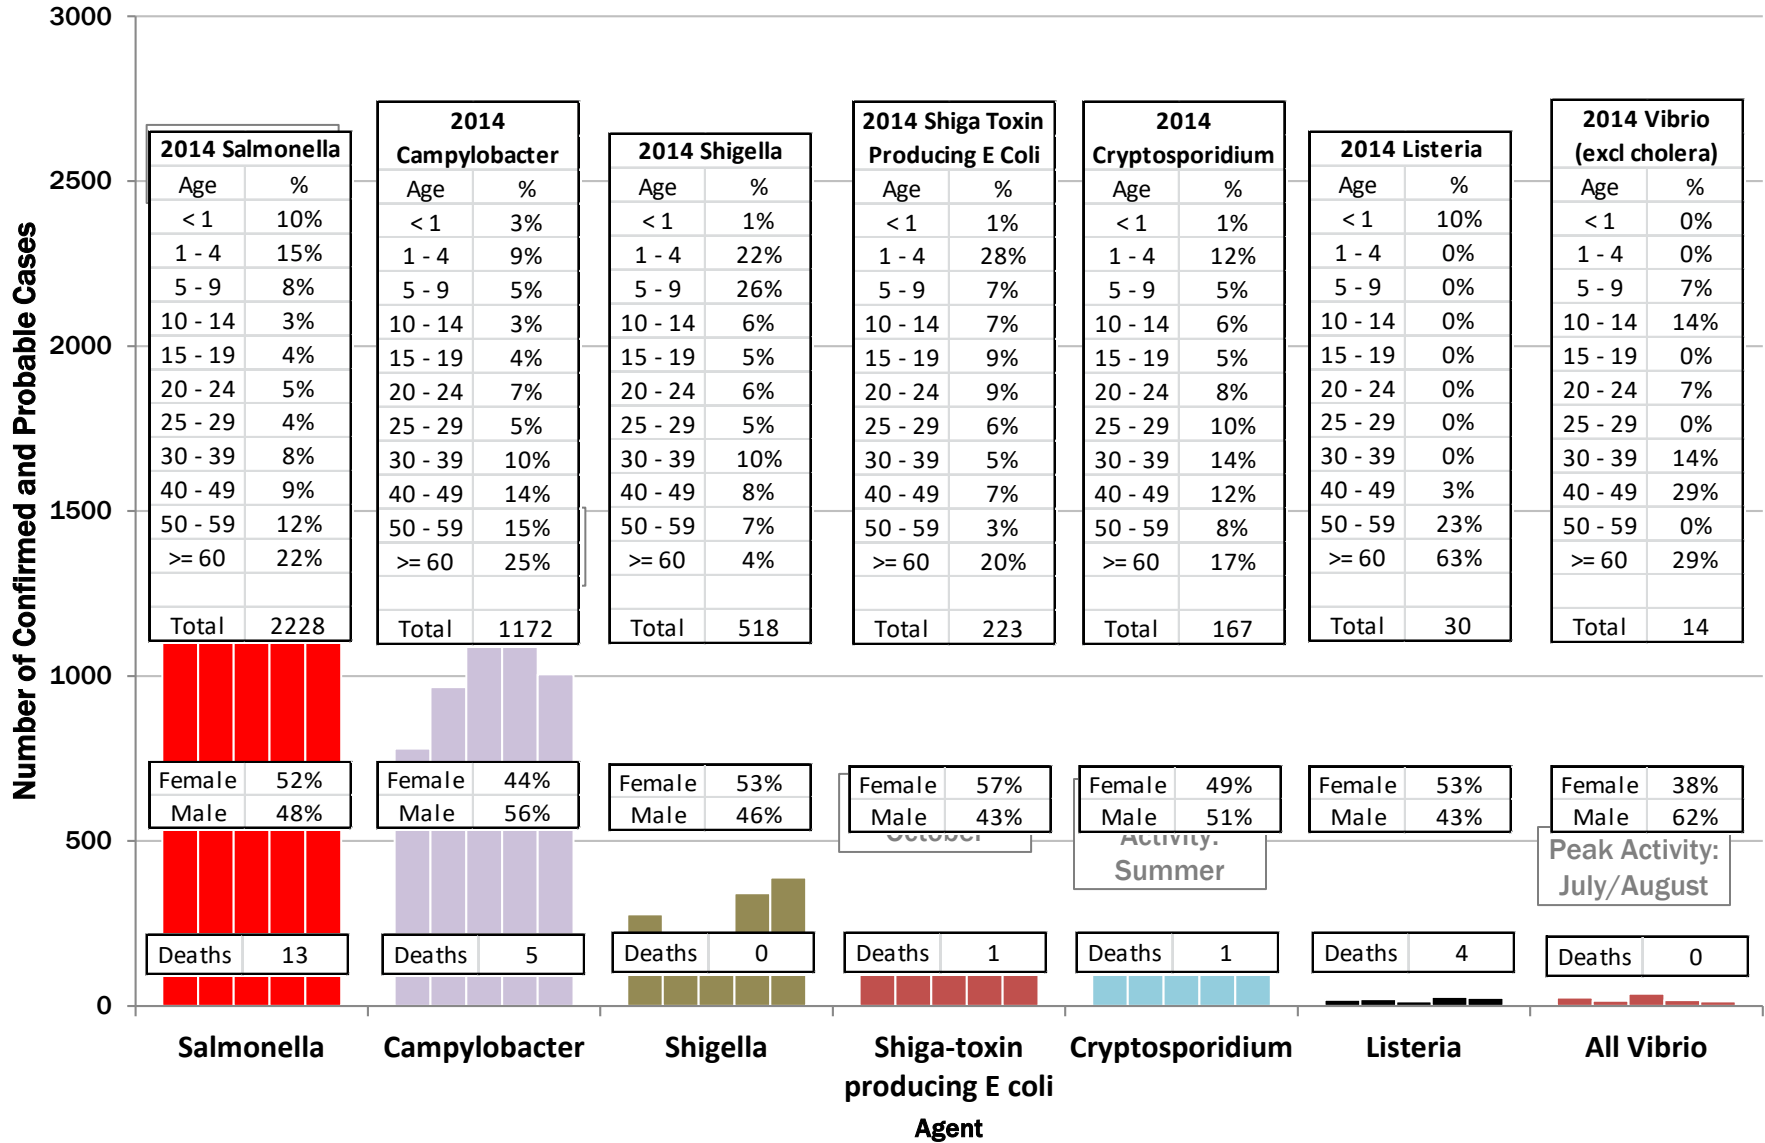 Number of Confirmed and Probable Cases
3000
2500
2000
1500
1000
500
0
2014 Salmonella
Age %
< 1 10%
1 - 4 15%
5 - 9 8%
10 - 14 3%
15 - 19 4%
20 - 24 5%
25 - 29 4%
30 - 39 8%
40 - 49 9%
50 - 59 12%
>= 60 22%
Total 2228
Female 52%
Male 48%
Deaths 13
2014
Campylobacter
Age %
< 1 3%
1 - 4 9%
5 - 9 5%
10 - 14 3%
15 - 19 4%
20 - 24 7%
25 - 29 5%
30 - 39 10%
40 - 49 14%
50 - 59 15%
>= 60 25%
Total 1172
Female 44%
Male 56%
Deaths 5
2014 Shigella
Age %
< 1 1%
1 - 4 22%
5 - 9 26%
10 - 14 6%
15 - 19 5%
20 - 24 6%
25 - 29 5%
30 - 39 10%
40 - 49 8%
50 - 59 7%
>= 60 4%
Total 518
Female 53%
Male 46%
Deaths 0
2014 Shiga Toxin
Producing E Coli
Age %
< 1 1%
1 - 4 28%
5 - 9 7%
10 - 14 7%
15 - 19 9%
20 - 24 9%
25 - 29 6%
30 - 39 5%
40 - 49 7%
50 - 59 3%
>= 60 20%
Total 223
Female 57%
Male 43%
October
Deaths 1
2014
Cryptosporidium
Age %
< 1 1%
1 - 4 12%
5 - 9 5%
10 - 14 6%
15 - 19 5%
20 - 24 8%
25 - 29 10%
30 - 39 14%
40 - 49 12%
50 - 59 8%
>= 60 17%
Total 167
Female 49%
Male 51%
Activity:
Summer
Deaths 1
2014 Listeria
Age %
< 1 10%
1 - 4 0%
5 - 9 0%
10 - 14 0%
15 - 19 0%
20 - 24 0%
25 - 29 0%
30 - 39 0%
40 - 49 3%
50 - 59 23%
>= 60 63%
Total 30
Female 53%
Male 43%
Deaths 4
2014 Vibrio
(excl cholera)
Age %
< 1 0%
1 - 4 0%
5 - 9 7%
10 - 14 14%
15 - 19 0%
20 - 24 7%
25 - 29 0%
30 - 39 14%
40 - 49 29%
50 - 59 0%
>= 60 29%
Total 14
Female 38%
Male 62%
Peak Activity:
July/August
Deaths 0
Salmonella
Campylobacter
Shigella
Shiga-toxin
producing E coli
Cryptosporidium
Listeria
All Vibrio
Agent